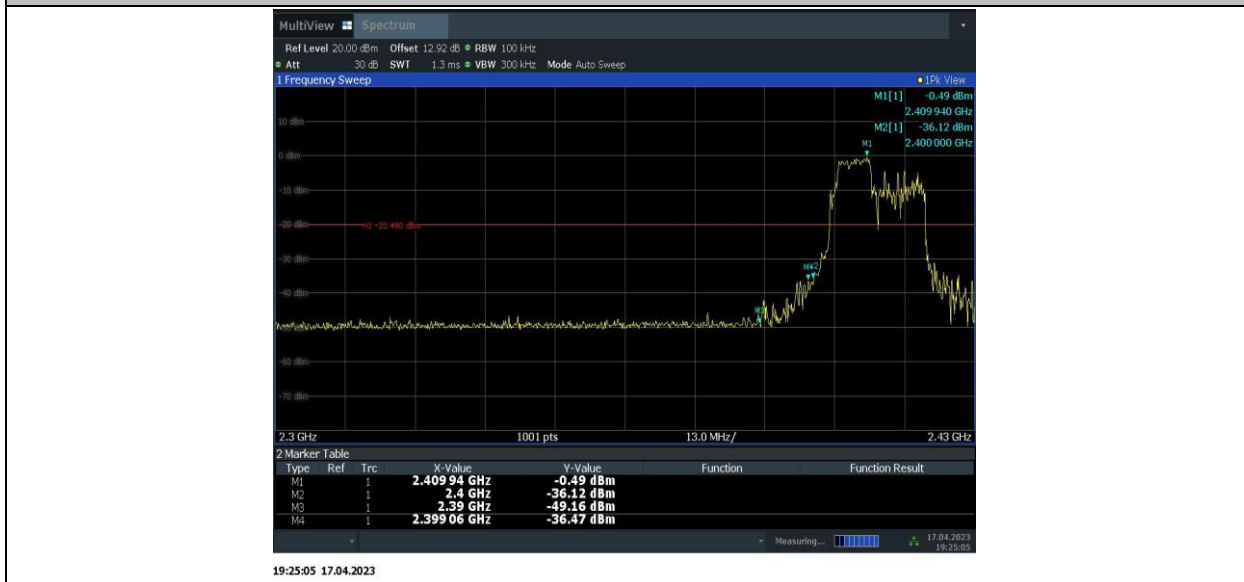 MultiView Spectrum
Ref Level 20.00 dBm Offset 12.92 dB RBW 100 kHz
Att 30 dB SWT 1.3 ms VBW 300 kHz Mode Auto Sweep
1 Frequency Sweep 1Pk View
M1[1] -0.49 dBm
2.409 940 GHz
10 dBm
M2[1] -36.12 dBm
M1 2.400 000 GHz
0 dBm
-10 dBm
-20 dBm H1 -20.490 dBm
-30 dBm
M42
-40 dBm
M3
-60 dBm
-70 dBm
2.3 GHz 1001 pts 13.0 MHz/ 2.43 GHz
2 Marker Table
Type Ref Trc X-Value Y-Value Function Function Result
M1 1 2.409 94 GHz -0.49 dBm
M2 1 2.4 GHz -36.12 dBm
M3 1 2.39 GHz -49.16 dBm
M4 1 2.399 06 GHz -36.47 dBm
Measuring... 17.04.2023
19:25:05
19:25:05 17.04.2023